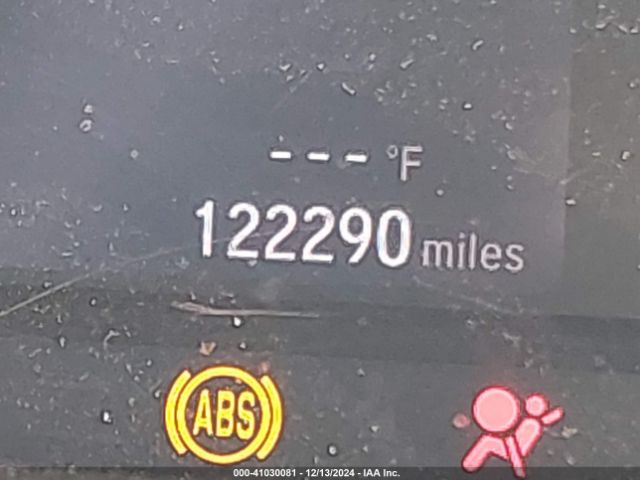 --- °F
122290 miles
ABS
000-41030081 - 12/13/2024 - IAA Inc.